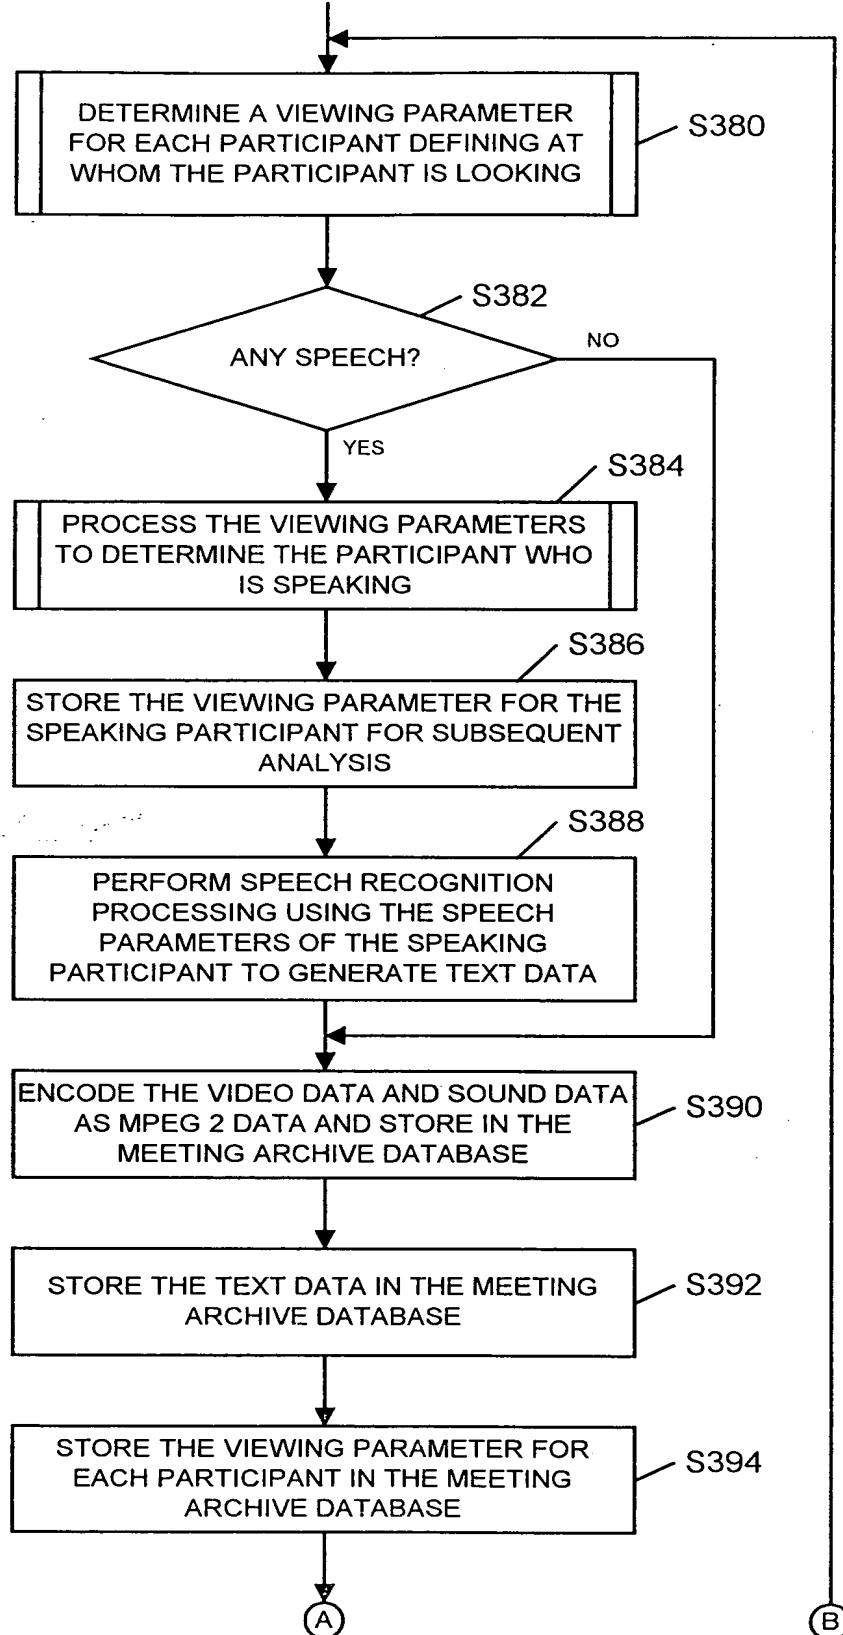 DETERMINE A VIEWING PARAMETER
FOR EACH PARTICIPANT DEFINING AT
WHOM THE PARTICIPANT IS LOOKING
S380
S382
ANY SPEECH?
NO
YES
S384
PROCESS THE VIEWING PARAMETERS
TO DETERMINE THE PARTICIPANT WHO
IS SPEAKING
S386
STORE THE VIEWING PARAMETER FOR THE
SPEAKING PARTICIPANT FOR SUBSEQUENT
ANALYSIS
S388
PERFORM SPEECH RECOGNITION
PROCESSING USING THE SPEECH
PARAMETERS OF THE SPEAKING
PARTICIPANT TO GENERATE TEXT DATA
ENCODE THE VIDEO DATA AND SOUND DATA
AS MPEG 2 DATA AND STORE IN THE
MEETING ARCHIVE DATABASE
S390
STORE THE TEXT DATA IN THE MEETING
ARCHIVE DATABASE
S392
STORE THE VIEWING PARAMETER FOR
EACH PARTICIPANT IN THE MEETING
ARCHIVE DATABASE
S394
A
B